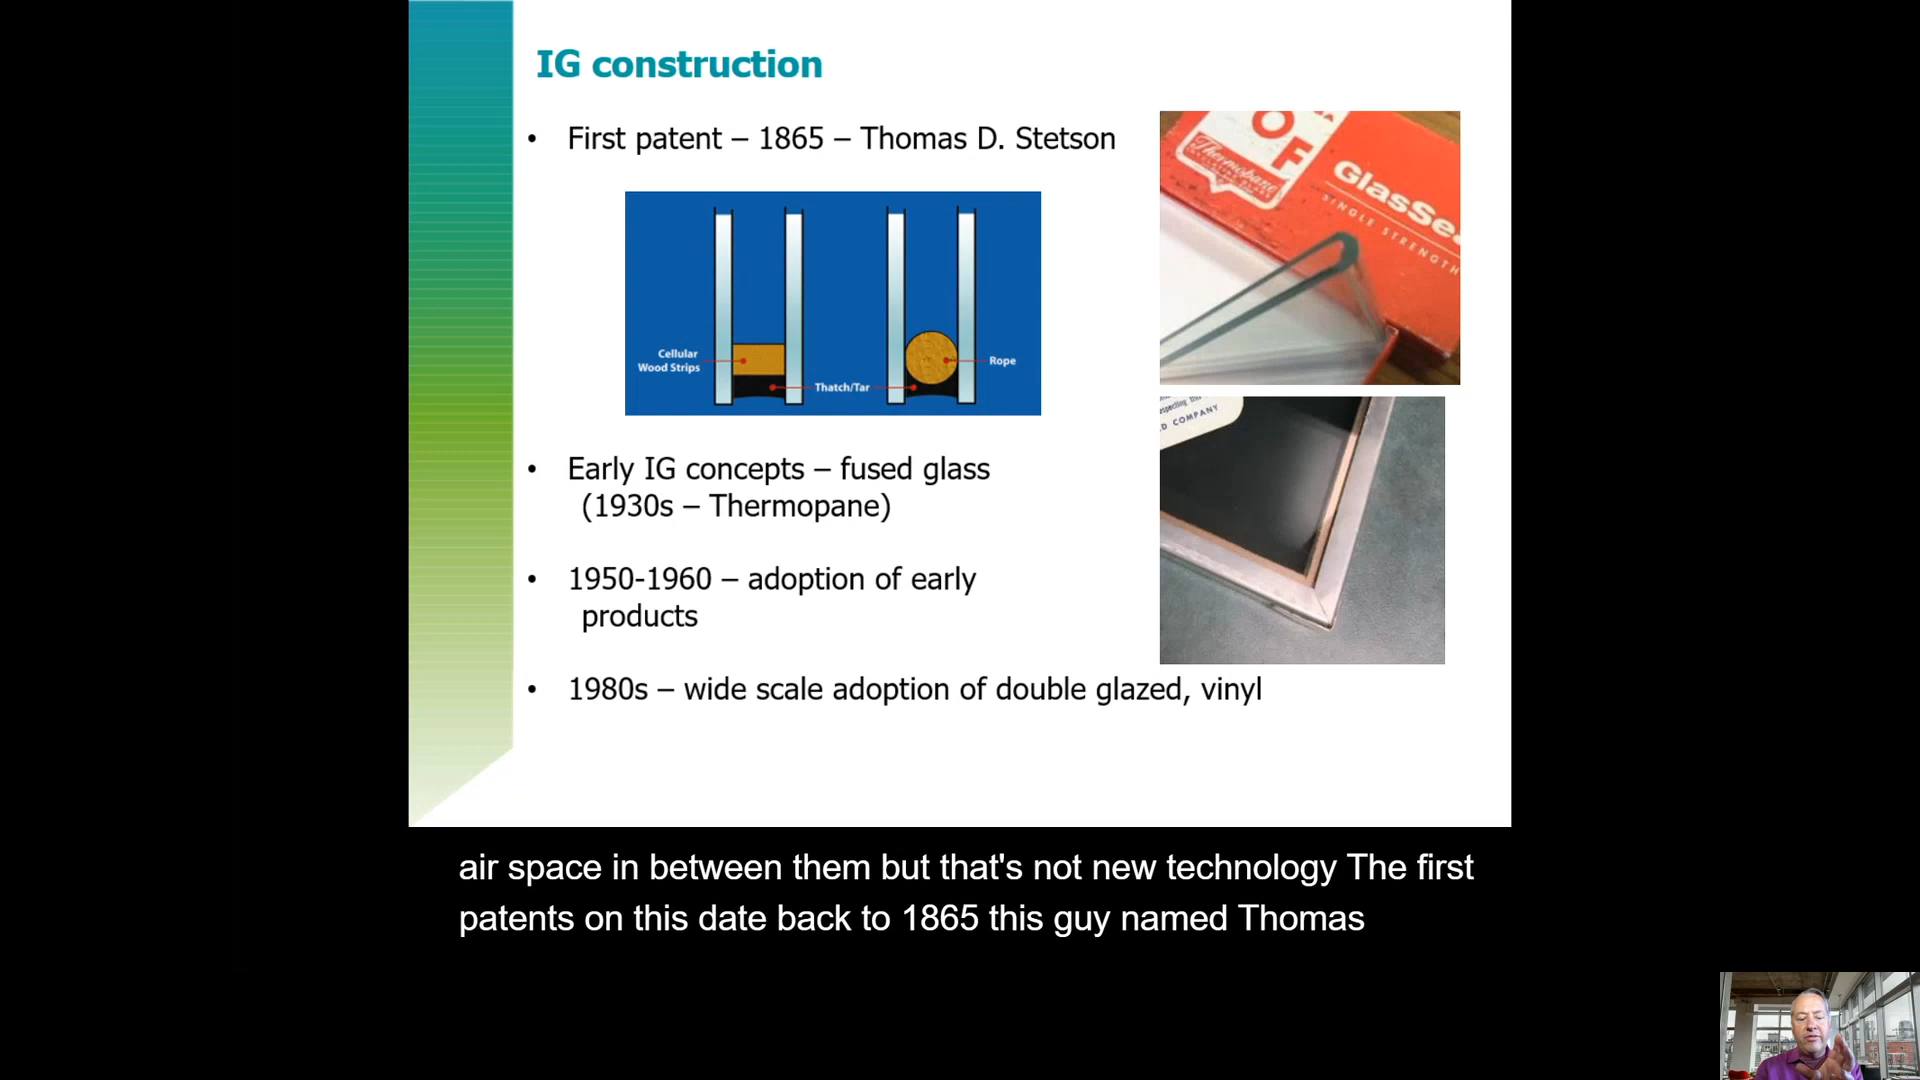 IG construction
• First patent – 1865 – Thomas D. Stetson
Cellular
Wood Strips
Thatch/Tar
Rope
OF
Thermopane
GlasSe
SINGLE STRENGTH
COMPANY
• Early IG concepts – fused glass
(1930s – Thermopane)
• 1950-1960 – adoption of early
products
• 1980s – wide scale adoption of double glazed, vinyl
air space in between them but that's not new technology The first
patents on this date back to 1865 this guy named Thomas